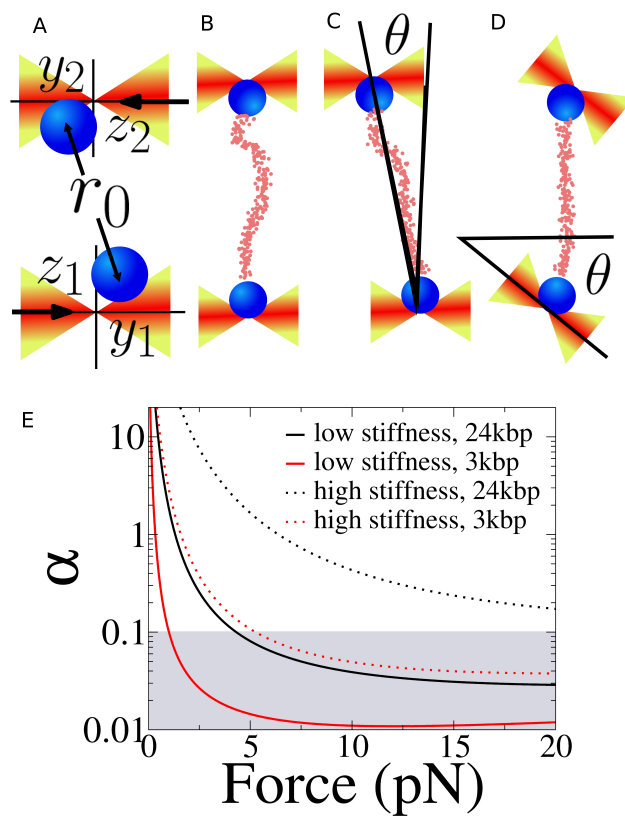 A
B
C
D
y₂
z₂
r₀
z₁
y₁
θ
θ
E
α
10
1
0.1
0.01
low stiffness, 24kbp
low stiffness, 3kbp
high stiffness, 24kbp
high stiffness, 3kbp
0 5 10 15 20
Force (pN)